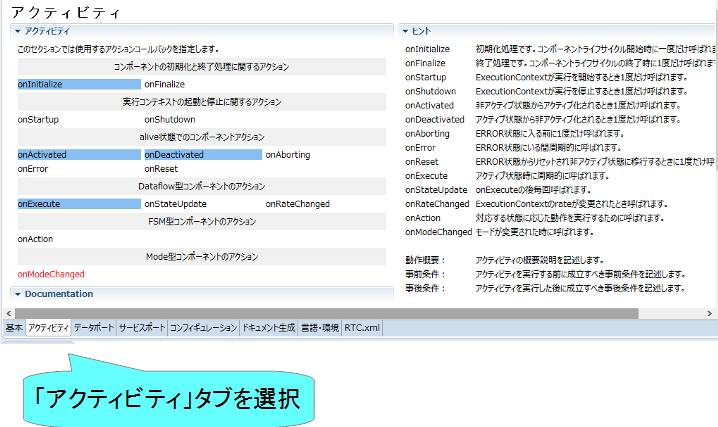 アクティビティ
アクティビティ
このセクションでは使用するアクションコールバックを指定します。
コンポーネントの初期化と終了処理に関するアクション
onInitialize onFinalize
実行コンテキストの起動と停止に関するアクション
onStartup onShutdown
alive状態でのコンポーネントアクション
onActivated onDeactivated onAborting
onError onReset
Dataflow型コンポーネントのアクション
onExecute onStateUpdate onRateChanged
FSM型コンポーネントのアクション
onAction
Mode型コンポーネントのアクション
onModeChanged
Documentation
ヒント
onInitialize 初期化処理です。コンポーネントライフサイクル開始時に一度だけ呼ばれま
onFinalize 終了処理です。コンポーネントライフサイクルの終了時に1度だけ呼ばれま
onStartup ExecutionContextが実行を開始するとき1度だけ呼ばれます。
onShutdown ExecutionContextが実行を停止するとき1度だけ呼ばれます。
onActivated 非アクティブ状態からアクティブ化されるとき1度だけ呼ばれます。
onDeactivated アクティブ状態から非アクティブ化されるとき1度だけ呼ばれます。
onAborting ERROR状態に入る前に1度だけ呼ばれます。
onError ERROR状態にいる間周期的に呼ばれます。
onReset ERROR状態からリセットされ非アクティブ状態に移行するときに1度だけ呼
onExecute アクティブ状態時に周期的に呼ばれます。
onStateUpdate onExecuteの後毎回呼ばれます。
onRateChanged ExecutionContextのrateが変更されたとき呼ばれます。
onAction 対応する状態に応じた動作を実行するために呼ばれます。
onModeChanged モードが変更された時に呼ばれます。
動作概要： アクティビティの概要説明を記述します。
事前条件： アクティビティを実行する前に成立すべき事前条件を記述します。
事後条件： アクティビティを実行した後に成立すべき事後条件を記述します。
基本 アクティビティ データポート サービスポート コンフィギュレーション ドキュメント生成 言語・環境 RTC.xml
「アクティビティ」タブを選択